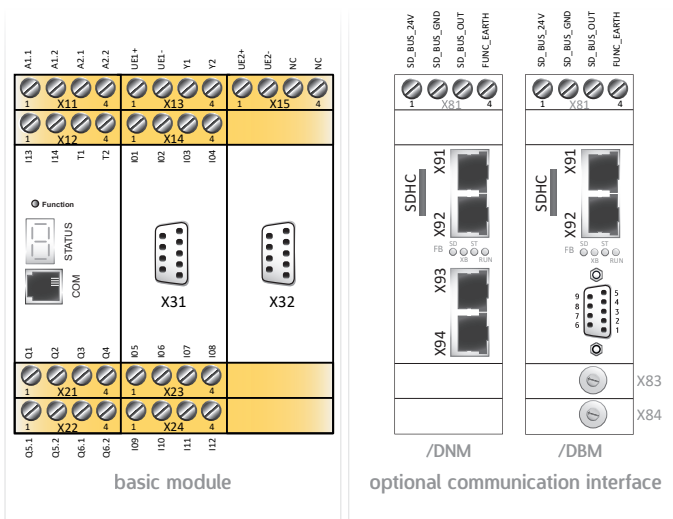 A1.1 A1.2 A2.1 A2.2 UE1+ UE1- Y1 Y2 UE2+ UE2- NC NC
SD_BUS_24V SD_BUS_GND SD_BUS_OUT FUNC_EARTH
SD_BUS_24V SD_BUS_GND SD_BUS_OUT FUNC_EARTH
1 X11 4 1 X13 4 1 X15 4
1 X81 4
1 X81 4
1 X12 4 1 X14 4
I13 I14 T1 T2 I01 I02 I03 I04
Function
STATUS
COM
X31
X32
SDHC
X91
X92
FB SD ST
XB RUN
X93
X94
SDHC
X91
X92
FB SD ST
XB RUN
9 5
8 4
7 3
6 2
1
Q1 Q2 Q3 Q4 I05 I06 I07 I08
1 X21 4 1 X23 4
X83
1 X22 4 1 X24 4
X84
Q5.1 Q5.2 Q6.1 Q6.2 I09 I10 I11 I12
/DNM
/DBM
basic module
optional communication interface